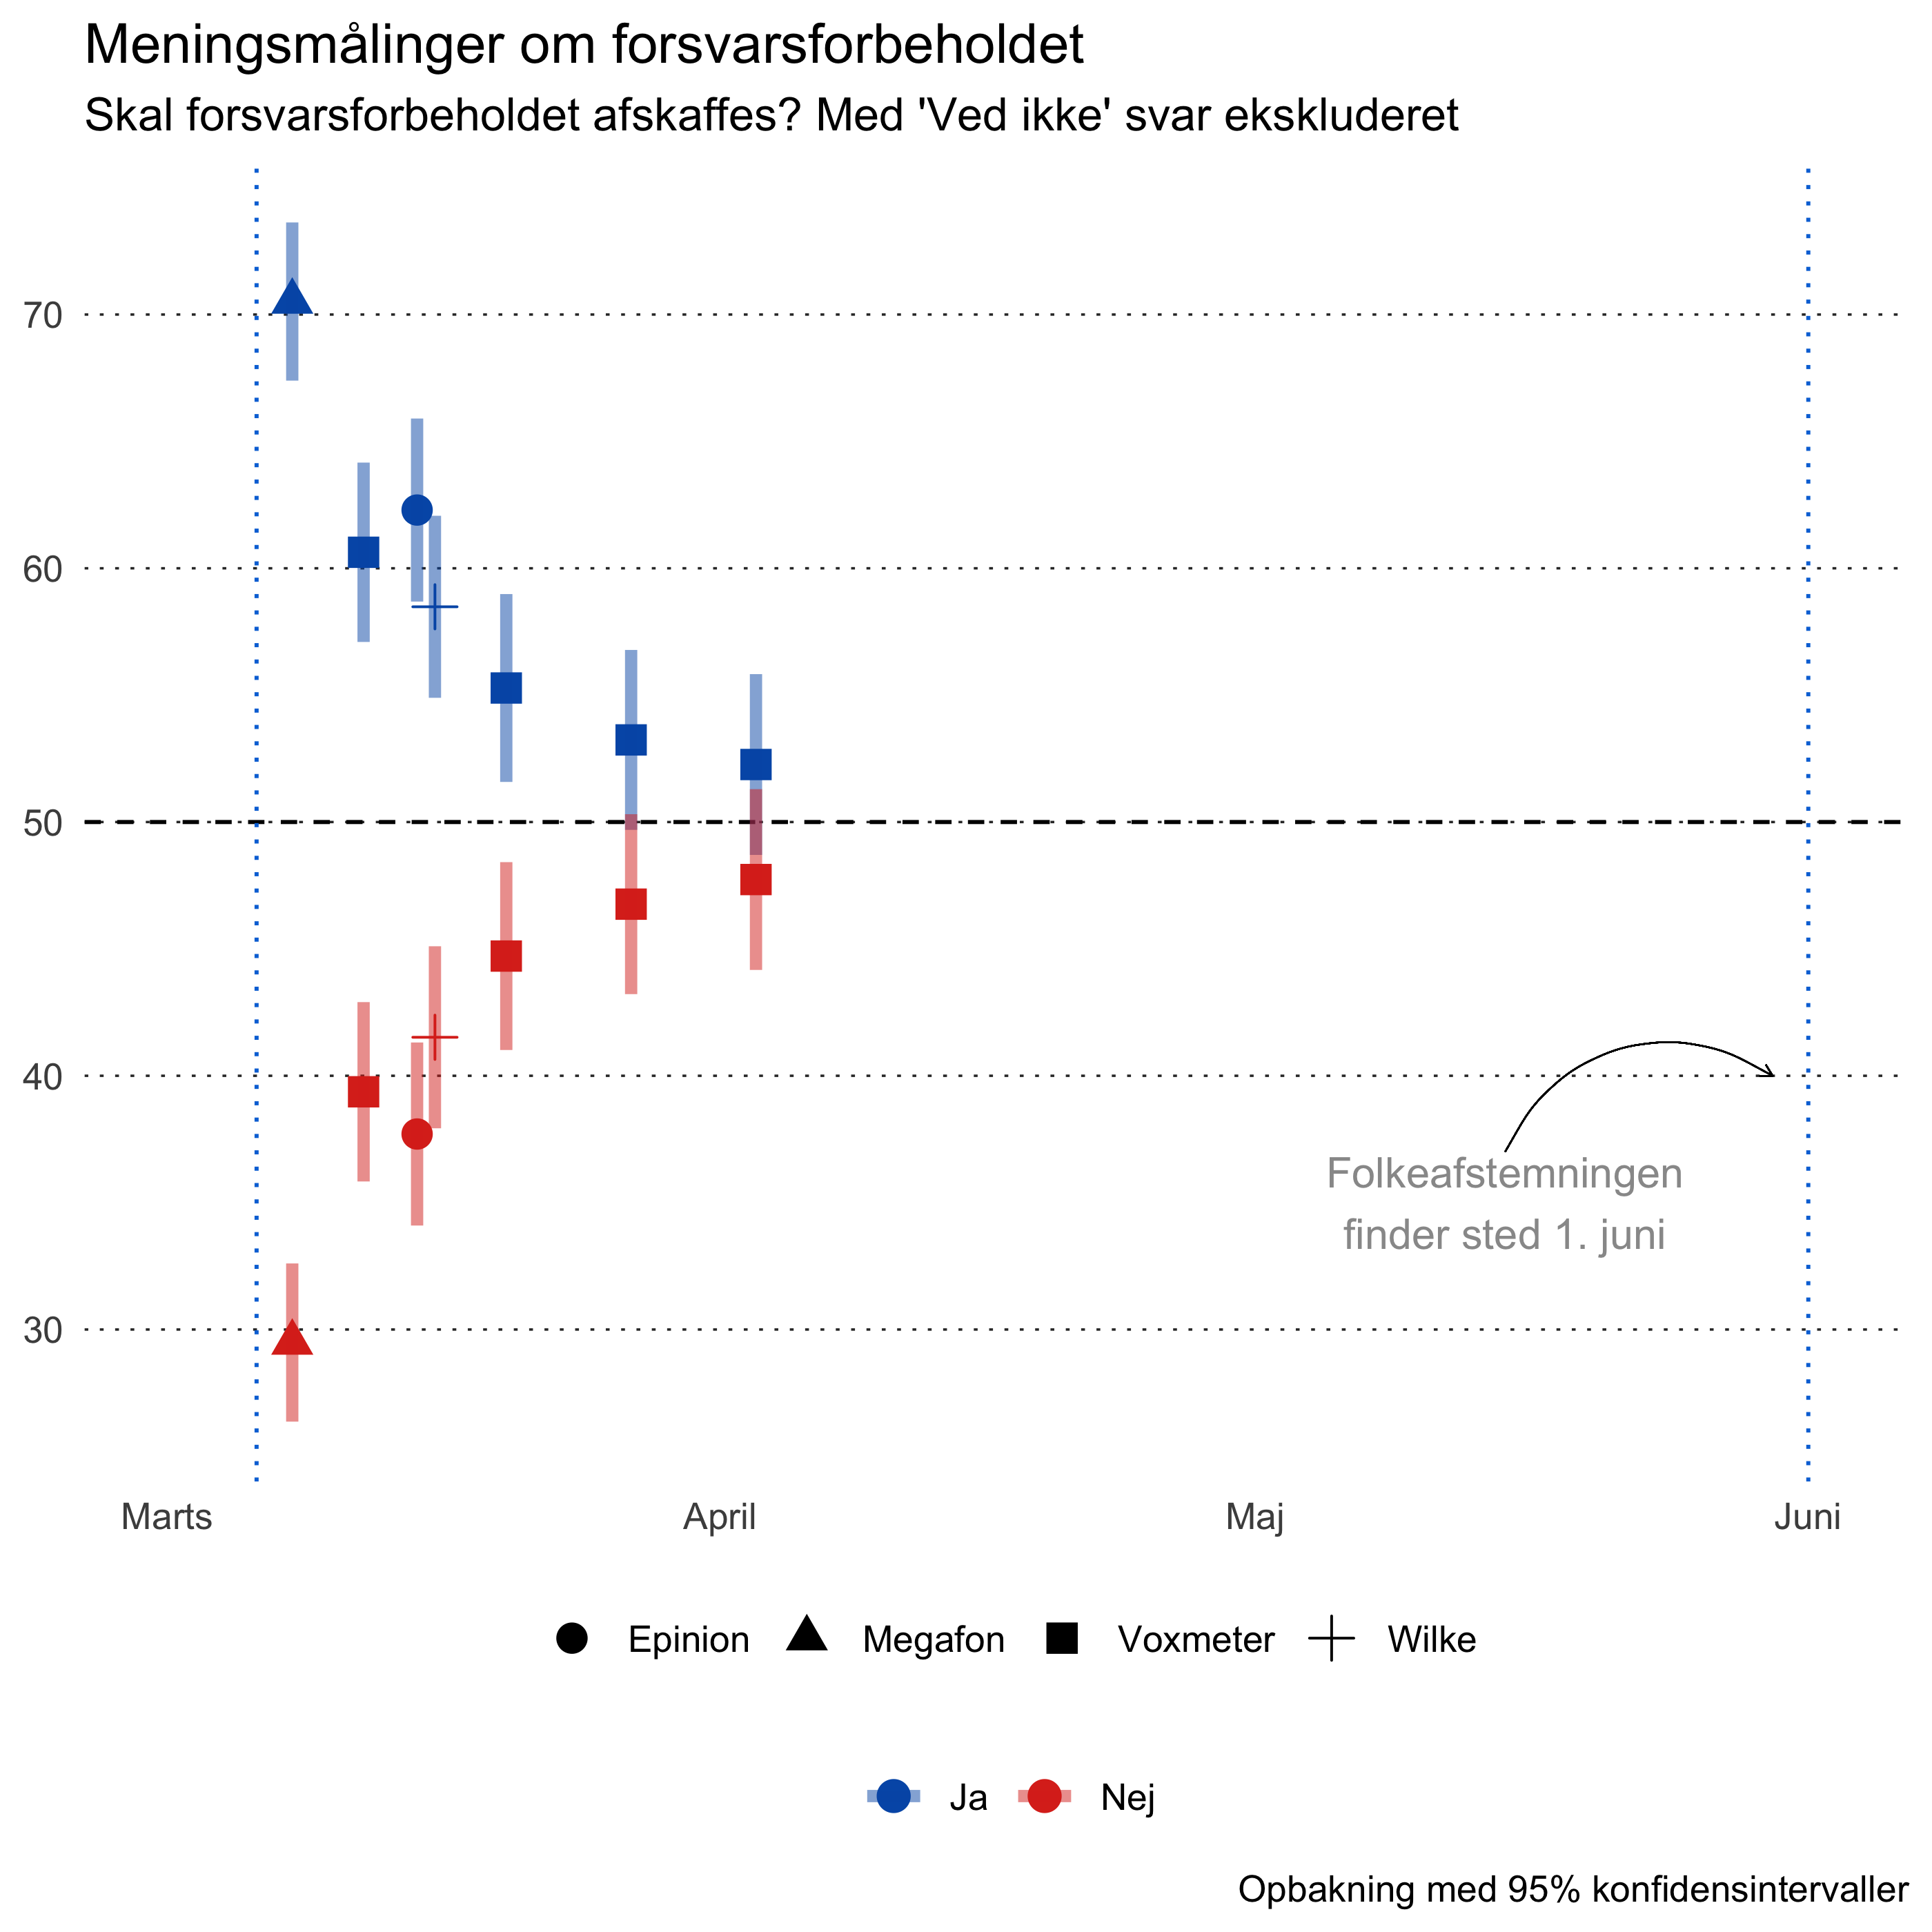 Meningsmålinger om forsvarsforbeholdet
Skal forsvarsforbeholdet afskaffes? Med 'Ved ikke' svar ekskluderet
70
60
50
40
30
Folkeafstemningen
finder sted 1. juni
Marts April Maj Juni
Epinion Megafon Voxmeter Wilke
Ja Nej
Opbakning med 95% konfidensintervaller